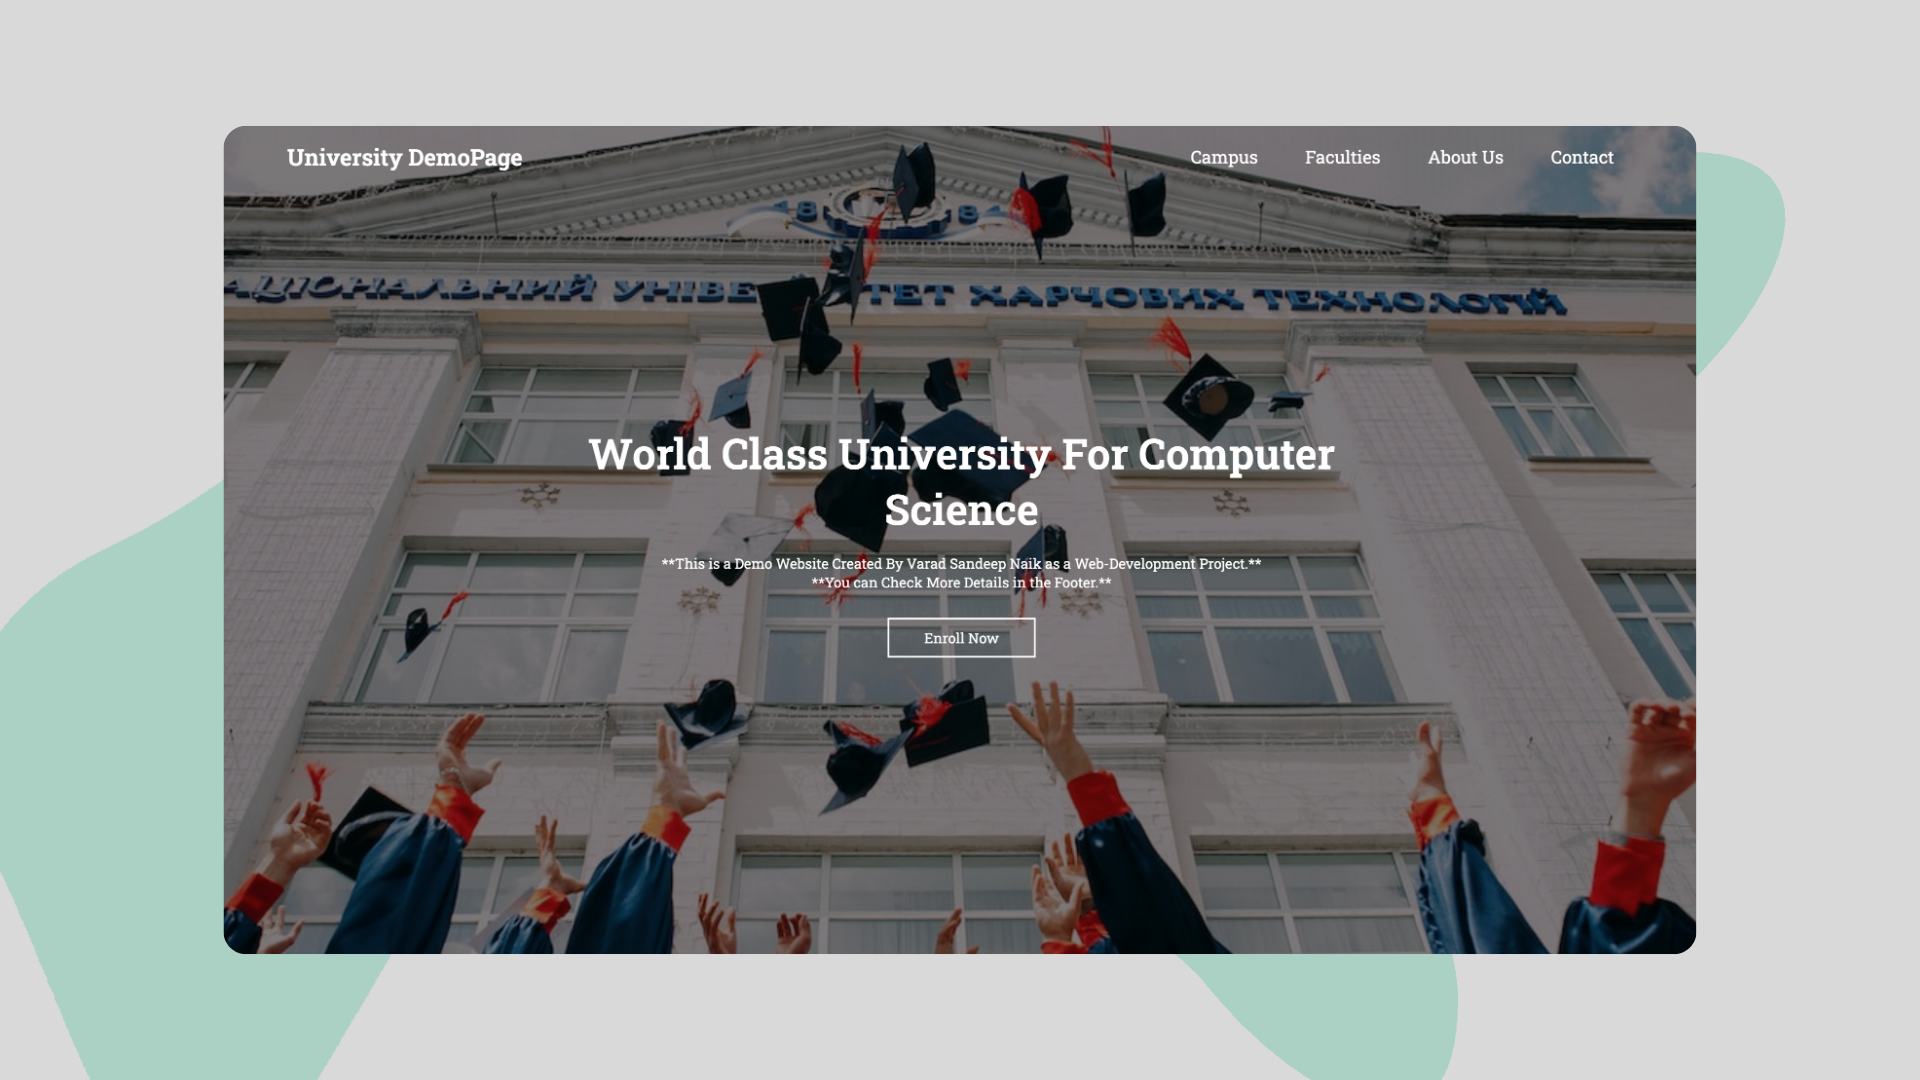 University DemoPage
Campus Faculties About Us Contact
188
АЦІОНАЛЬНИЙ УНІВЕ ТЕТ ХАРЧОВИХ ТЕХНОЛОГІЙ
World Class University For Computer
Science
**This is a Demo Website Created By Varad Sandeep Naik as a Web-Development Project.**
**You can Check More Details in the Footer.**
Enroll Now